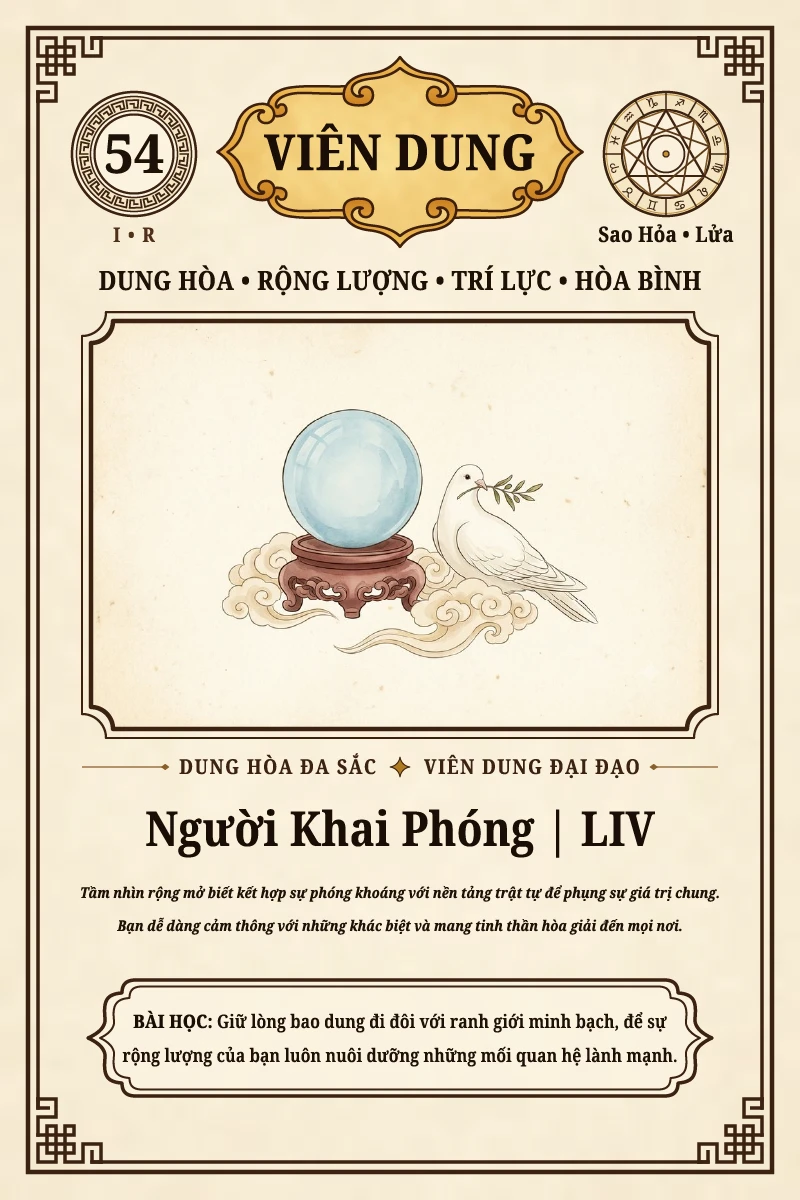 54
VIÊN DUNG
I • R
Sao Hỏa • Lửa
DUNG HÒA • RỘNG LƯỢNG • TRÍ LỰC • HÒA BÌNH
DUNG HÒA ĐA SẮC ✦ VIÊN DUNG ĐẠI ĐẠO
Người Khai Phóng | LIV
Tầm nhìn rộng mở biết kết hợp sự phóng khoáng với nền tảng trật tự để phụng sự giá trị chung.
Bạn dễ dàng cảm thông với những khác biệt và mang tinh thần hòa giải đến mọi nơi.
BÀI HỌC: Giữ lòng bao dung đi đôi với ranh giới minh bạch, để sự
rộng lượng của bạn luôn nuôi dưỡng những mối quan hệ lành mạnh.